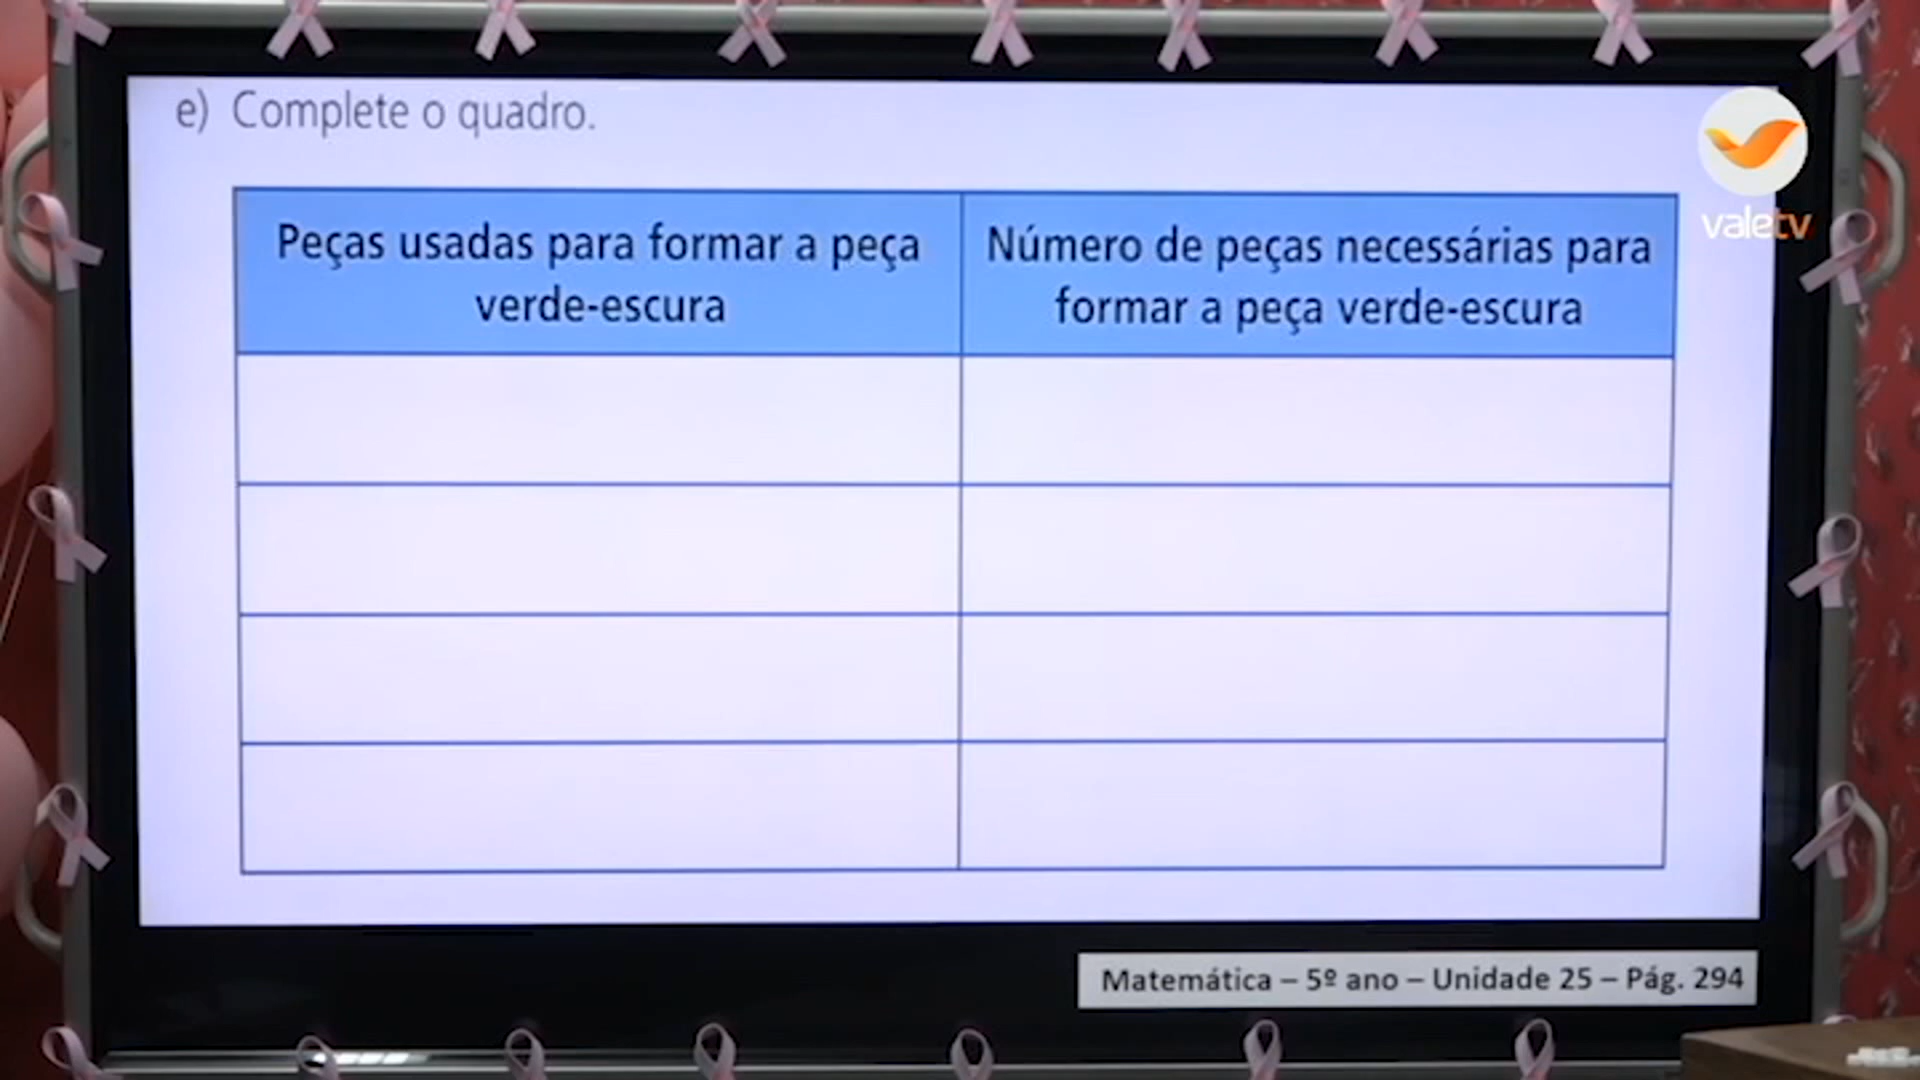 e) Complete o quadro.
Peças usadas para formar a peça
verde-escura
Número de peças necessárias para
formar a peça verde-escura
valetv
Matemática – 5º ano – Unidade 25 – Pág. 294